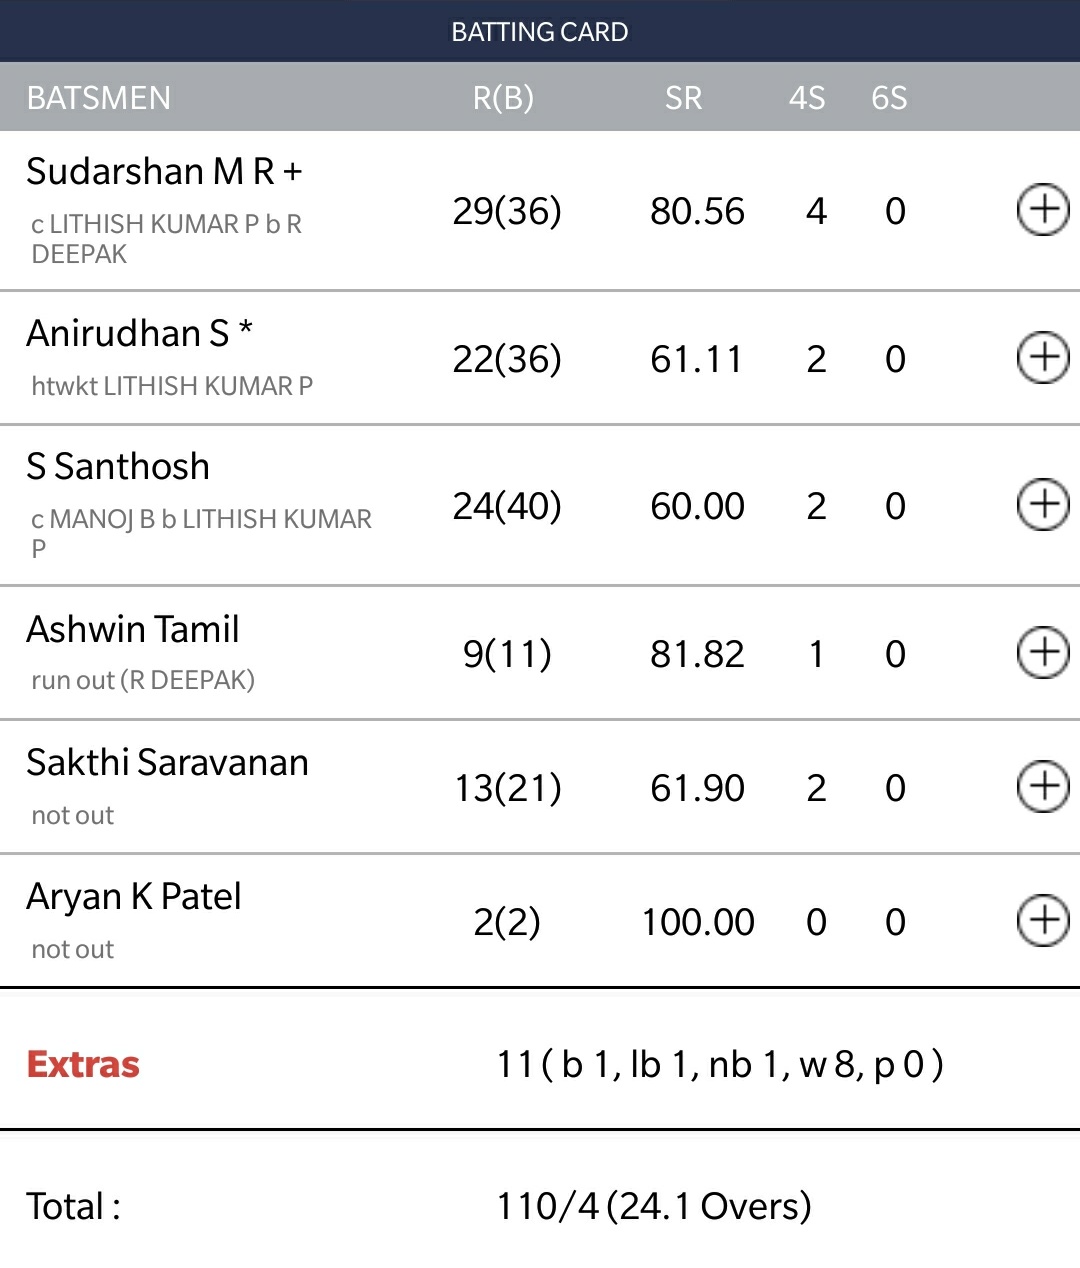 BATTING CARD
BATSMEN R(B) SR 4S 6S
Sudarshan M R +
c LITHISH KUMAR P b R
DEEPAK
29(36) 80.56 4 0
Anirudhan S *
htwkt LITHISH KUMAR P
22(36) 61.11 2 0
S Santhosh
c MANOJ B b LITHISH KUMAR
P
24(40) 60.00 2 0
Ashwin Tamil
run out (R DEEPAK)
9(11) 81.82 1 0
Sakthi Saravanan
not out
13(21) 61.90 2 0
Aryan K Patel
not out
2(2) 100.00 0 0
Extras 11 ( b 1, lb 1, nb 1, w 8, p 0 )
Total : 110/4 (24.1 Overs)